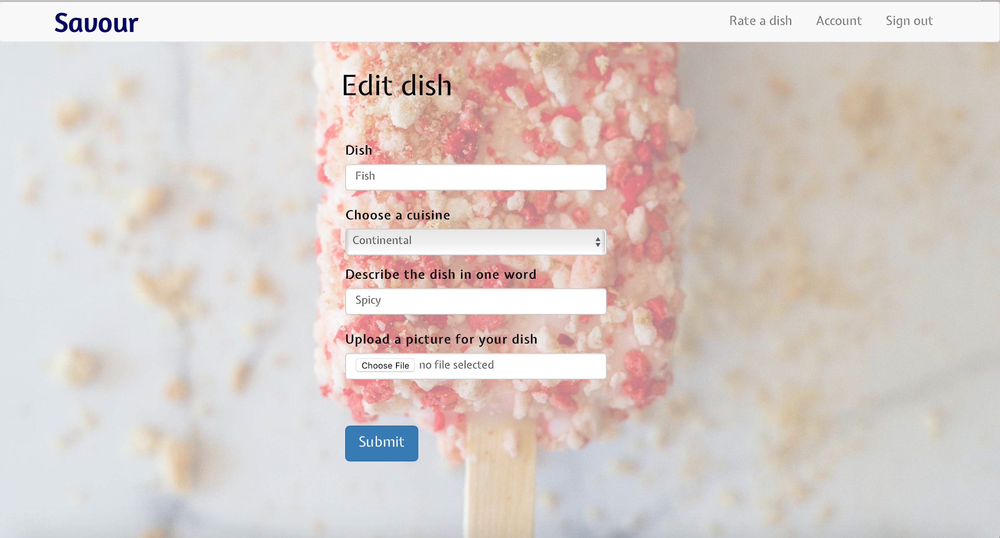 Savour
Rate a dish Account Sign out
Edit dish
Dish
Fish
Choose a cuisine
Continental
Describe the dish in one word
Spicy
Upload a picture for your dish
Choose File no file selected
Submit